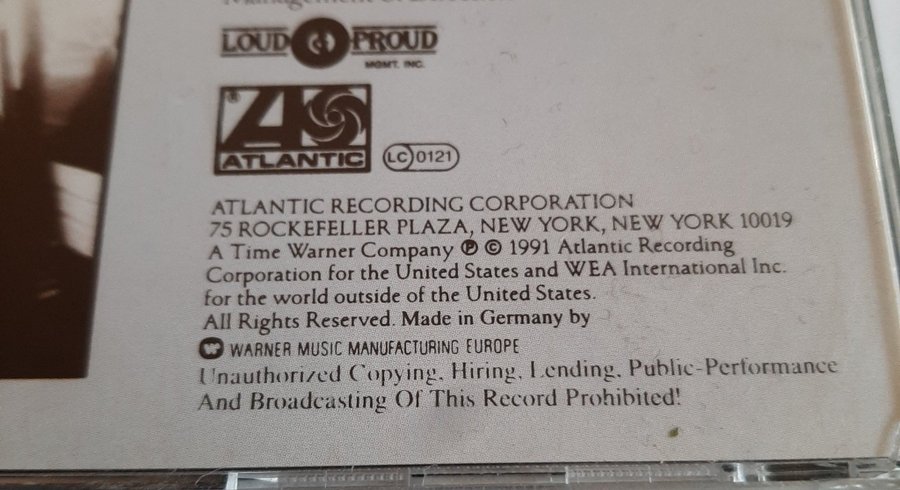 LOUD & PROUD
MGMT. INC.
®
ATLANTIC
LC 0121
ATLANTIC RECORDING CORPORATION
75 ROCKEFELLER PLAZA, NEW YORK, NEW YORK 10019
A Time Warner Company ℗ © 1991 Atlantic Recording
Corporation for the United States and WEA International Inc.
for the world outside of the United States.
All Rights Reserved. Made in Germany by
WARNER MUSIC MANUFACTURING EUROPE
Unauthorized Copying, Hiring, Lending, Public-Performance
And Broadcasting Of This Record Prohibited!